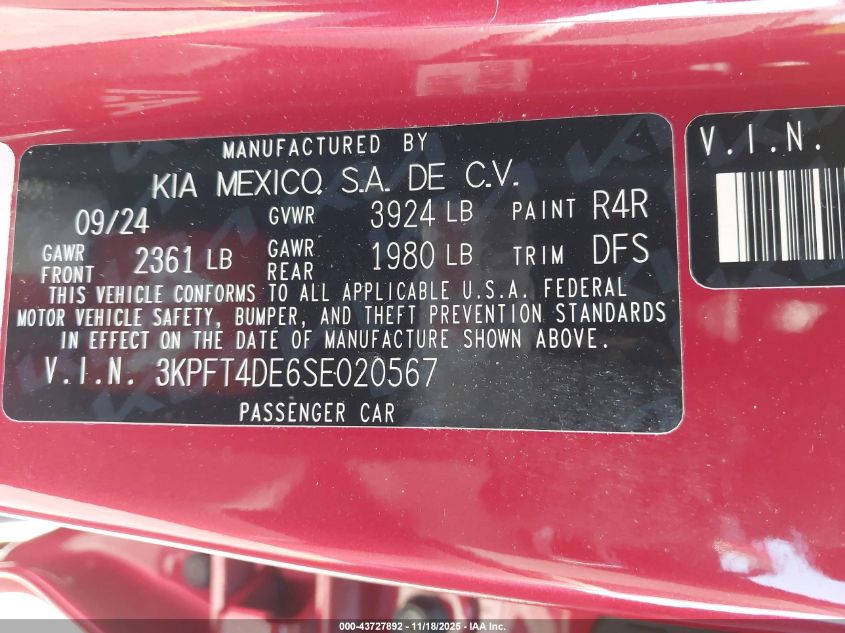 MANUFACTURED BY
KIA MEXICO, S.A. DE C.V.
09/24 GVWR 3924 LB PAINT R4R
GAWR FRONT 2361 LB GAWR REAR 1980 LB TRIM DFS
THIS VEHICLE CONFORMS TO ALL APPLICABLE U.S.A. FEDERAL
MOTOR VEHICLE SAFETY, BUMPER, AND THEFT PREVENTION STANDARDS
IN EFFECT ON THE DATE OF MANUFACTURE SHOWN ABOVE.
V.I.N. 3KPFT4DE6SE020567
PASSENGER CAR
V.I.N.
000-43727892 - 11/18/2025 - IAA Inc.